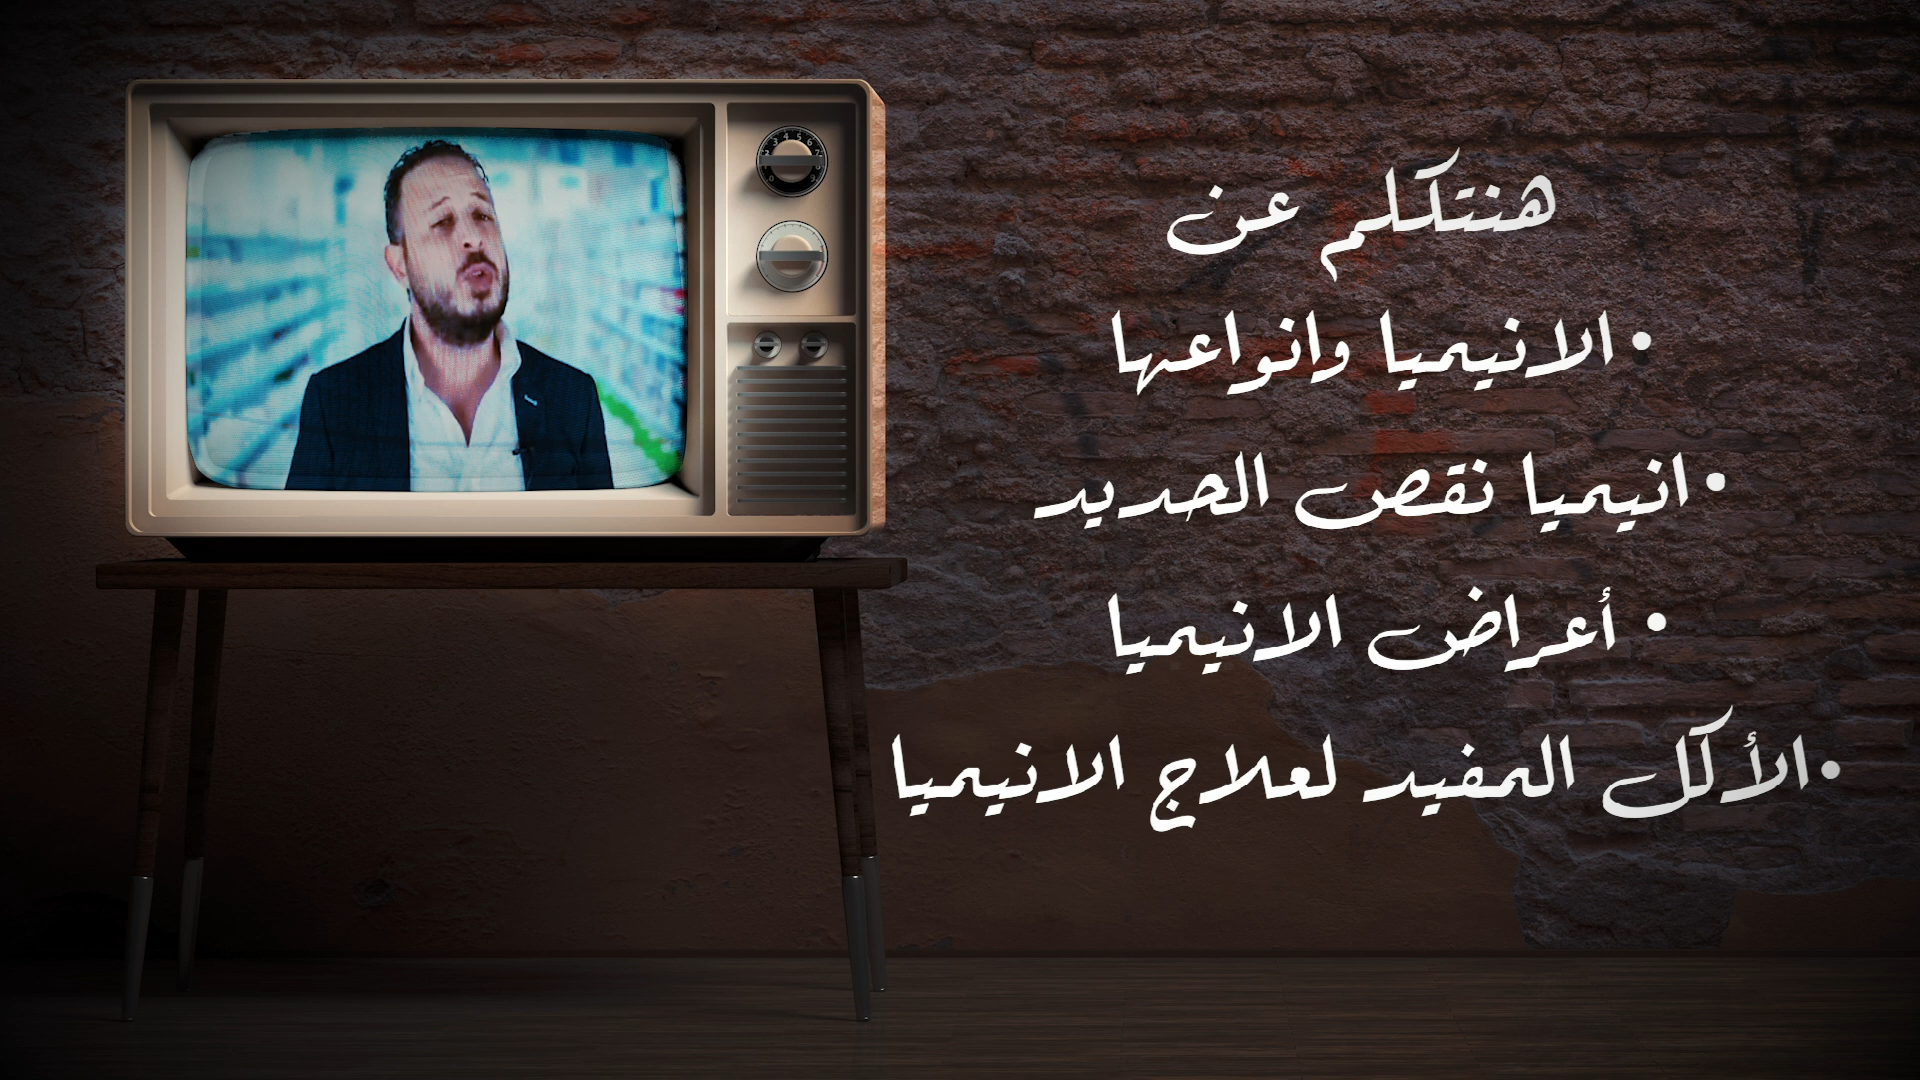 هنتكلم عن
• الانيميا وانواعها
• انيميا نقص الحديد
• أعراض الانيميا
• الأكل المفيد لعلاج الانيميا